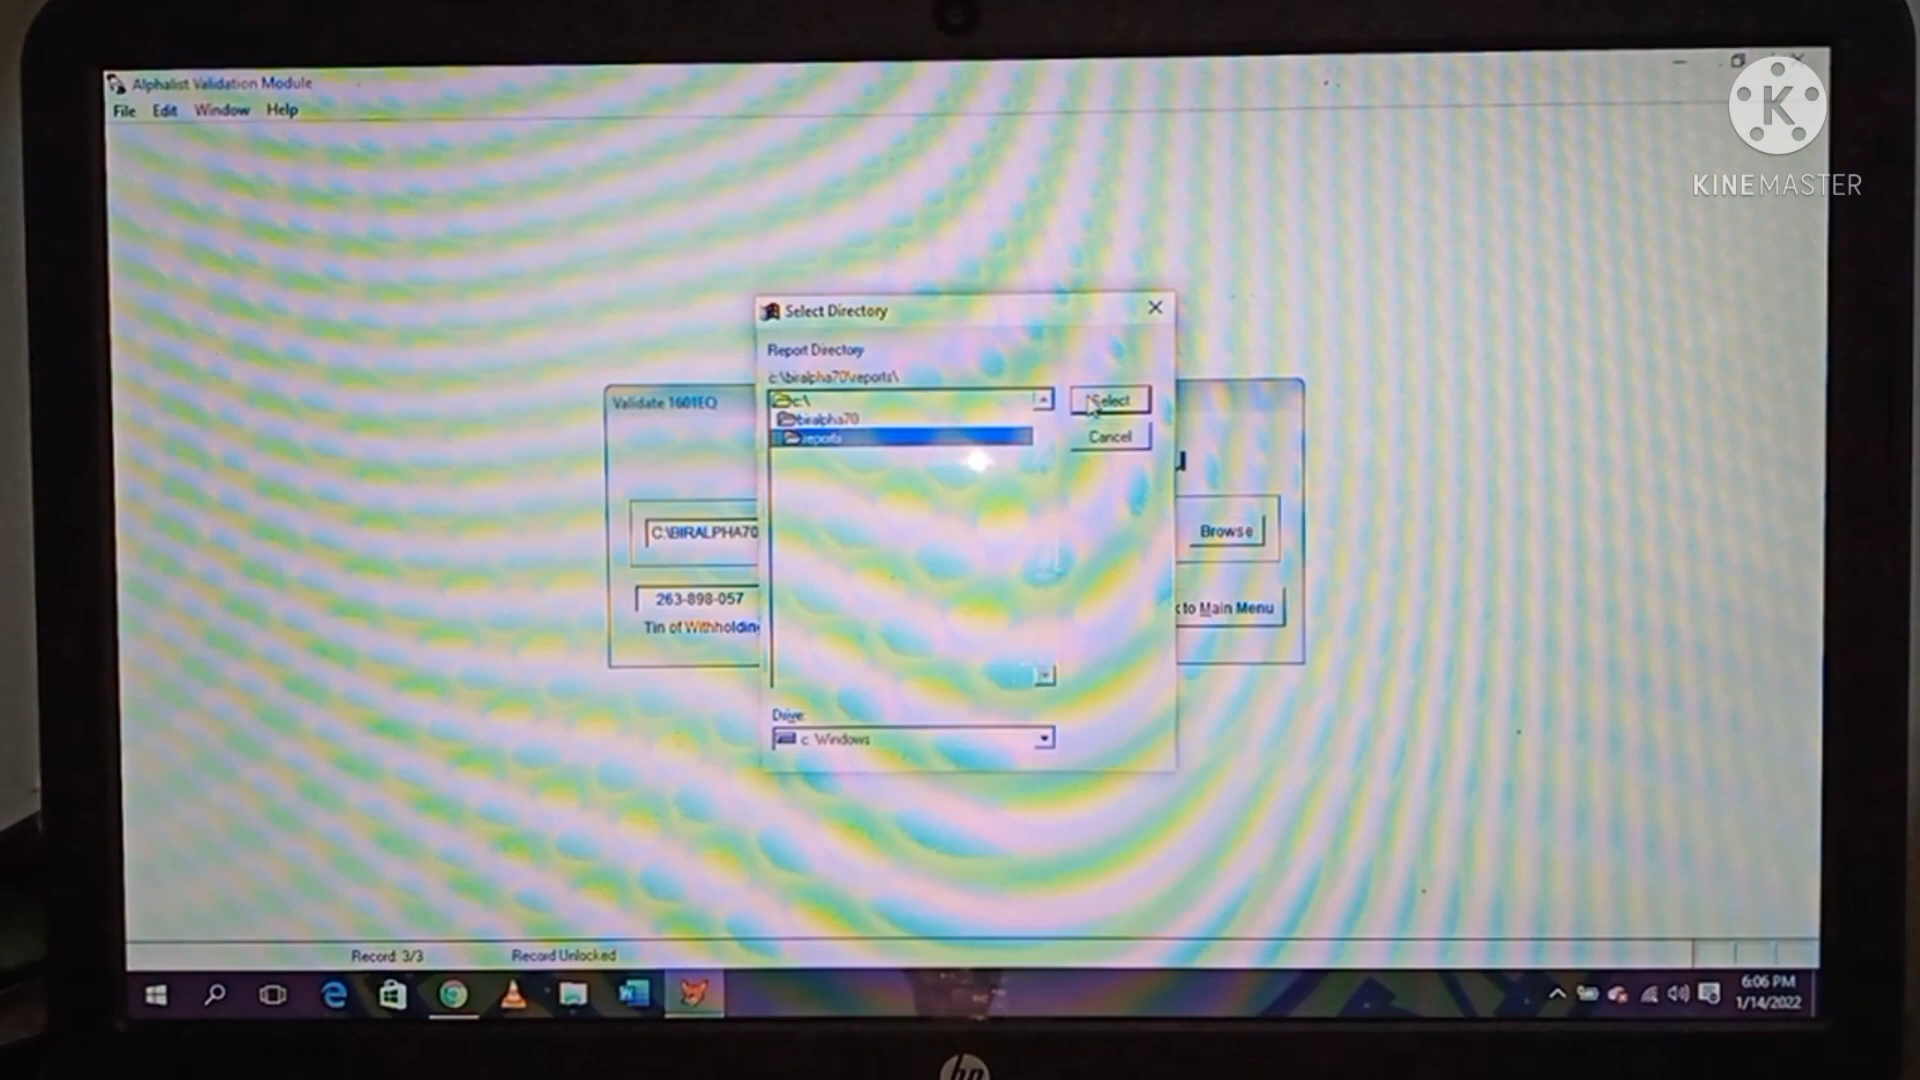 Alphalist Validation Module
File Edit Window Help
KINEMASTER
Select Directory
Report Directory
c:\biralpha70\reports\
c:\
biralpha70
reports
Select
Cancel
Validate 1601EQ
C:\BIRALPHA70
Browse
263-898-057
Tin of Withholdin
to Main Menu
Drive:
c: Windows
Record: 3/3
Record Unlocked
6:06 PM
1/14/2022
hp